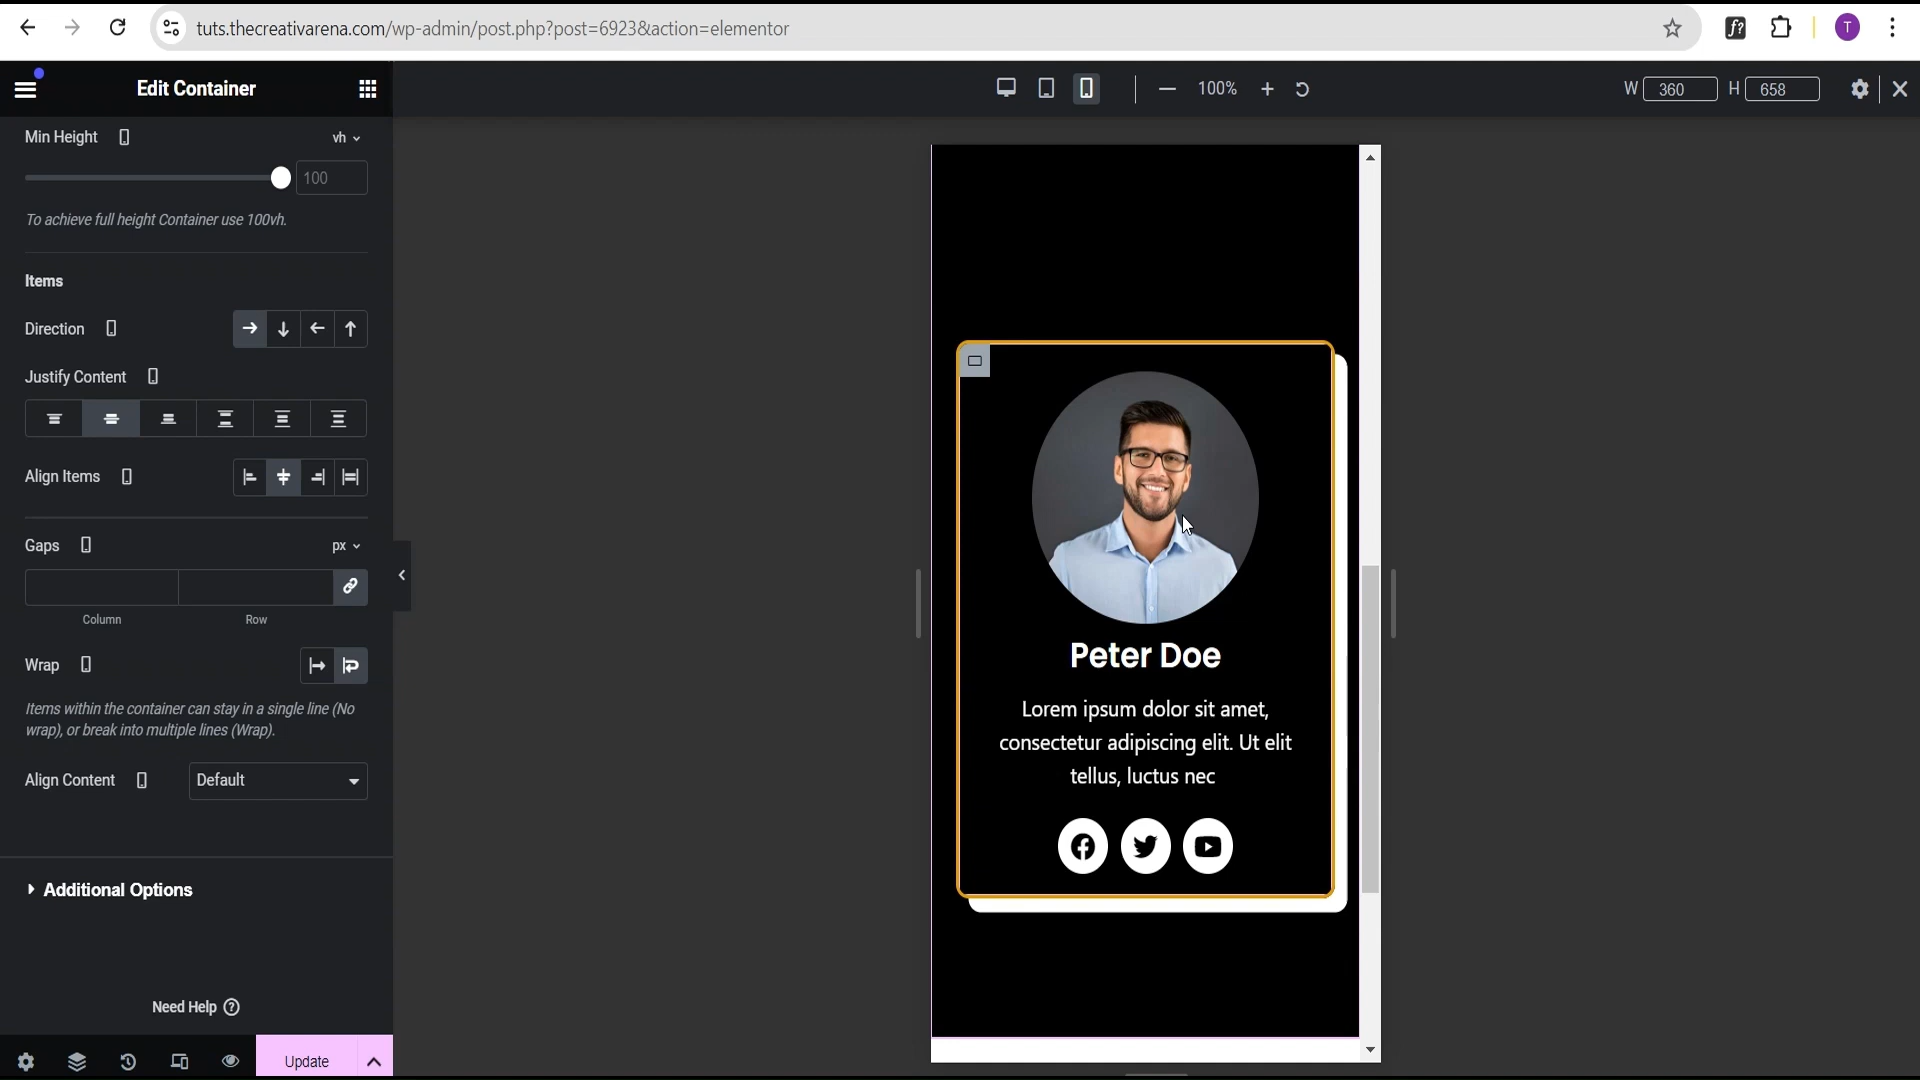 tuts.thecreativarena.com/wp-admin/post.php?post=6923&action=elementor
f?
T
Edit Container
100%
W 360
H 658
Min Height
vh
100
To achieve full height Container use 100vh.
Items
Direction
Justify Content
Align Items
Gaps
px
Column
Row
Wrap
Items within the container can stay in a single line (No
wrap), or break into multiple lines (Wrap).
Align Content
Default
Additional Options
Need Help
?
Update
Peter Doe
Lorem ipsum dolor sit amet,
consectetur adipiscing elit. Ut elit
tellus, luctus nec